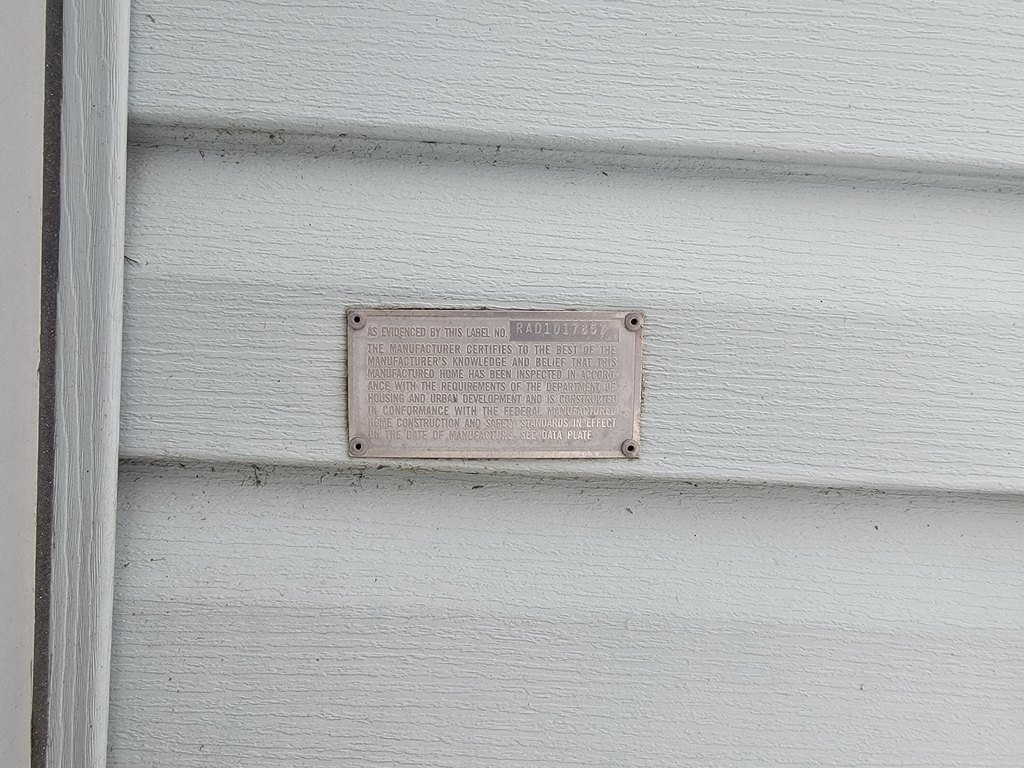 AS EVIDENCED BY THIS LABEL NO. RAD1017857
THE MANUFACTURER CERTIFIES TO THE BEST OF THE
MANUFACTURER'S KNOWLEDGE AND BELIEF THAT THIS
MANUFACTURED HOME HAS BEEN INSPECTED IN ACCORD-
ANCE WITH THE REQUIREMENTS OF THE DEPARTMENT OF
HOUSING AND URBAN DEVELOPMENT AND IS CONSTRUCTED
IN CONFORMANCE WITH THE FEDERAL MANUFACTURED
HOME CONSTRUCTION AND SAFETY STANDARDS IN EFFECT
ON THE DATE OF MANUFACTURE. SEE DATA PLATE.